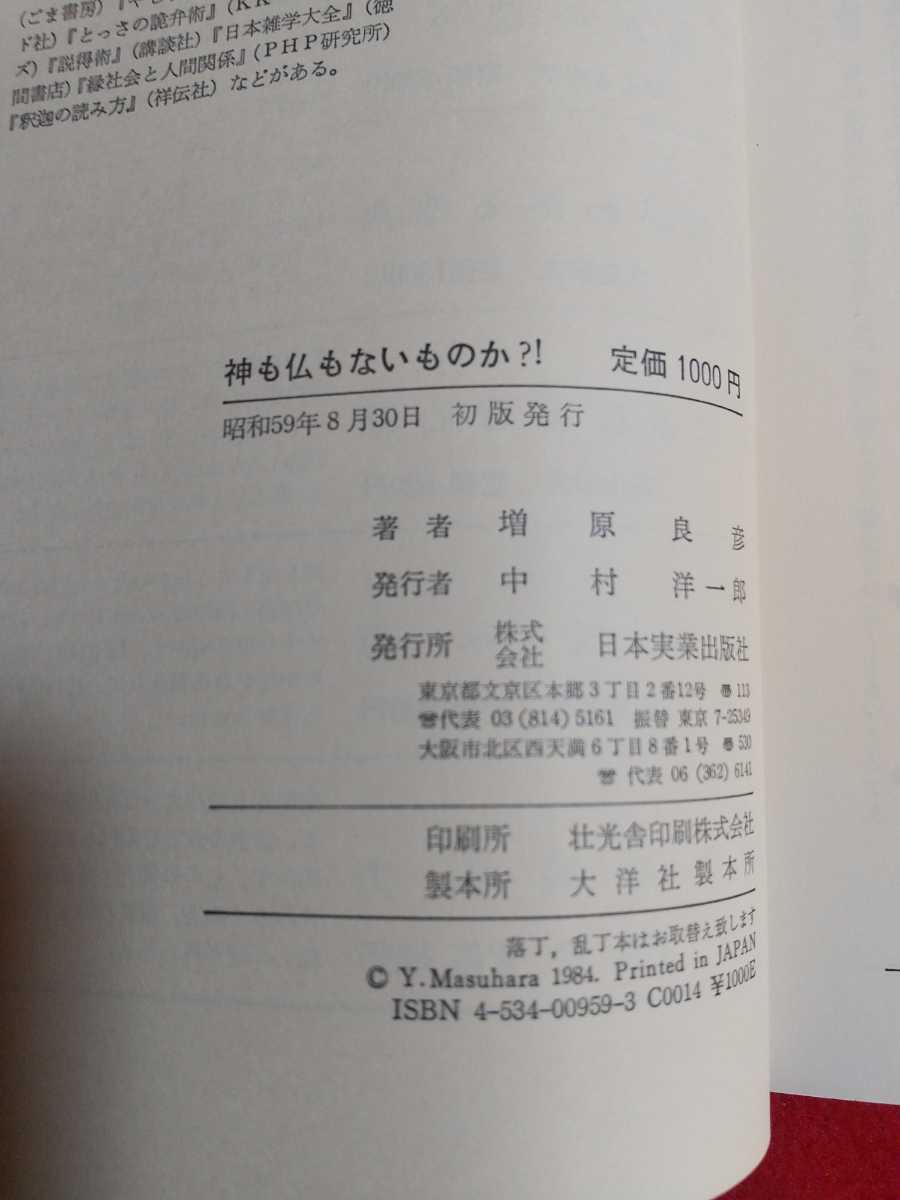 (ごま書房)
ド社)『とっさの詭弁術』(KK
ズ)『説得術』(講談社)『日本雑学大全』(徳
間書店)『縁社会と人間関係』(PHP研究所)
『釈迦の読み方』(祥伝社)などがある。
神も仏もないものか?! 定価1000円
昭和59年8月30日 初版発行
著者 増原良彦
発行者 中村洋一郎
発行所 株式会社 日本実業出版社
東京都文京区本郷3丁目2番12号 〠113
☎代表 03(814)5161 振替 東京7-25349
大阪市北区西天満6丁目8番1号 〠530
☎ 代表 06(362)6141
印刷所 壮光舎印刷株式会社
製本所 大洋社製本所
落丁,乱丁本はお取替え致します
© Y. Masuhara 1984. Printed in JAPAN
ISBN 4-534-00959-3 C0014 ¥1000E